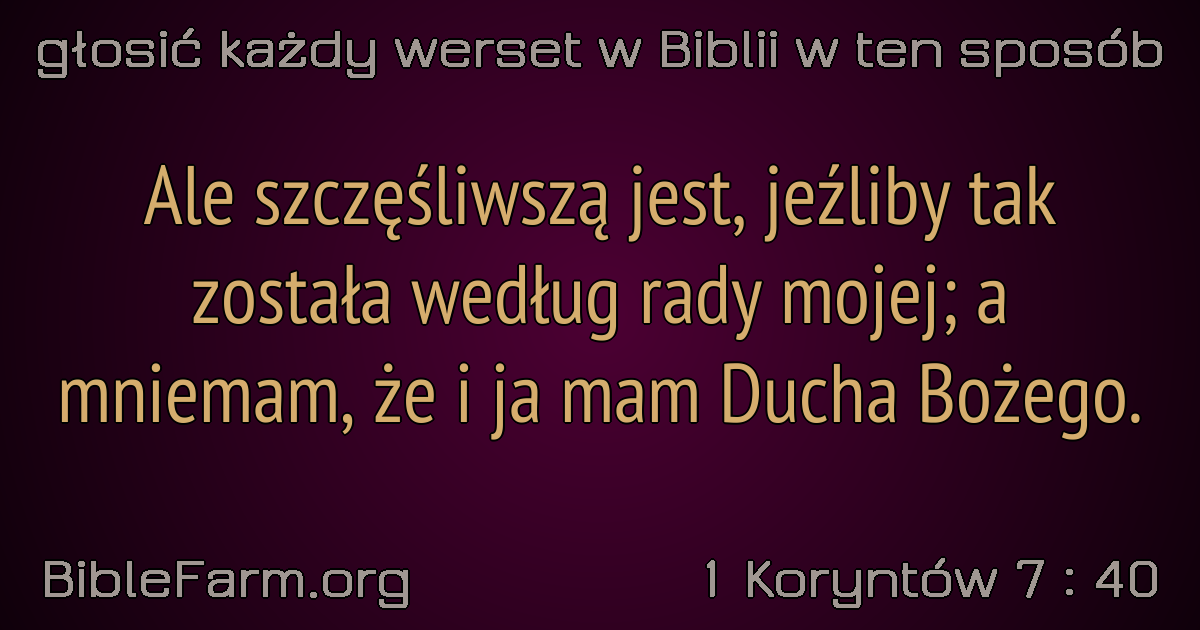 głosić każdy werset w Biblii w ten sposób
Ale szczęśliwszą jest, jeźliby tak
została według rady mojej; a
mniemam, że i ja mam Ducha Bożego.
BibleFarm.org
1 Koryntów 7 : 40